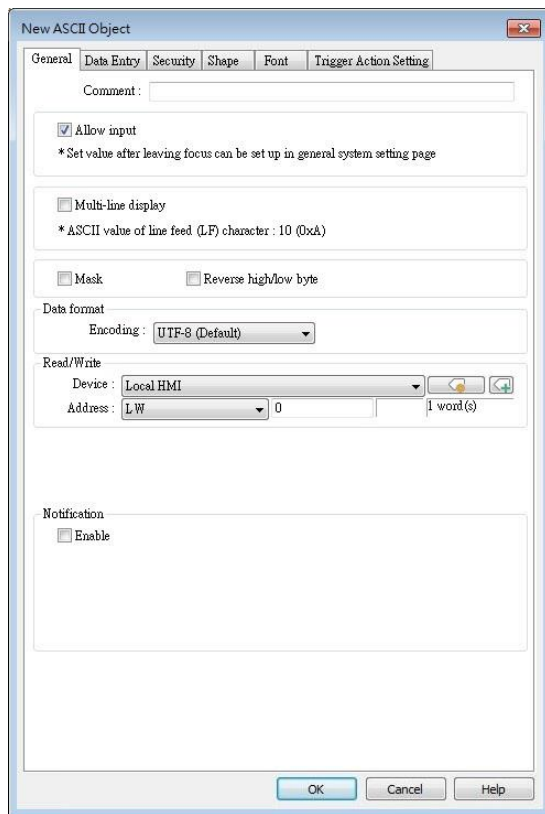 New ASCII Object
General Data Entry Security Shape Font Trigger Action Setting
Comment :
Allow input
*Set value after leaving focus can be set up in general system setting page
Multi-line display
*ASCII value of line feed (LF) character : 10 (0xA)
Mask Reverse high/low byte
Data format
Encoding : UTF-8 (Default)
Read/Write
Device : Local HMI
Address : LW 0 1 word(s)
Notification
Enable
OK Cancel Help